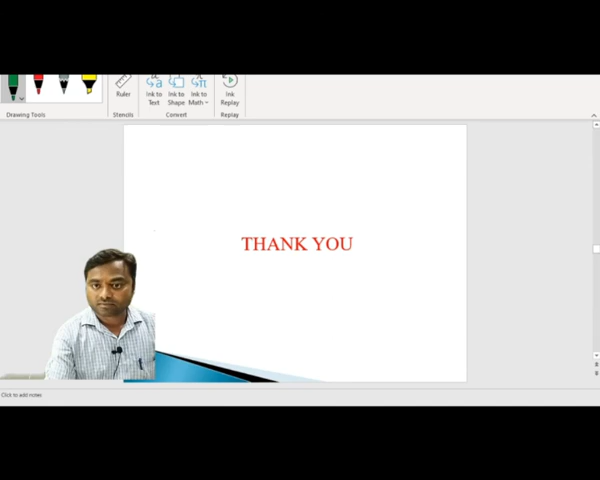 Ruler
Ink to Text
Ink to Shape
Ink to Math
Ink Replay
Drawing Tools
Stencils
Convert
Replay
THANK YOU
Click to add notes